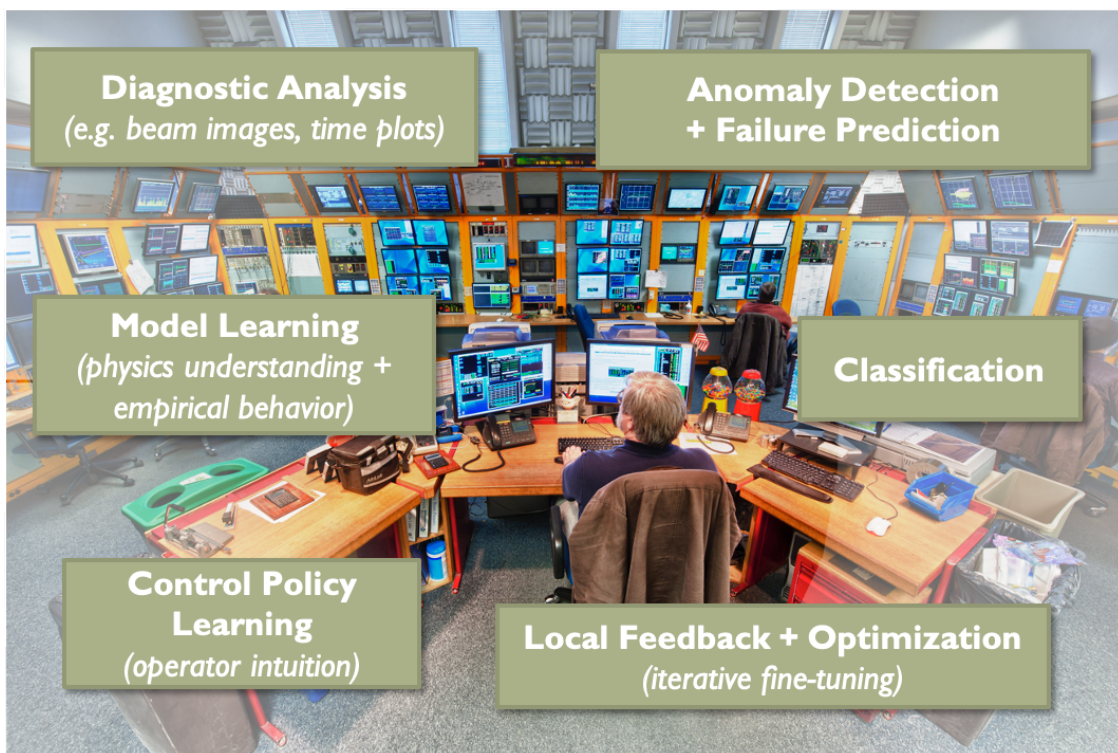 Diagnostic Analysis
(e.g. beam images, time plots)
Anomaly Detection
+ Failure Prediction
Model Learning
(physics understanding +
empirical behavior)
Classification
Control Policy
Learning
(operator intuition)
Local Feedback + Optimization
(iterative fine-tuning)